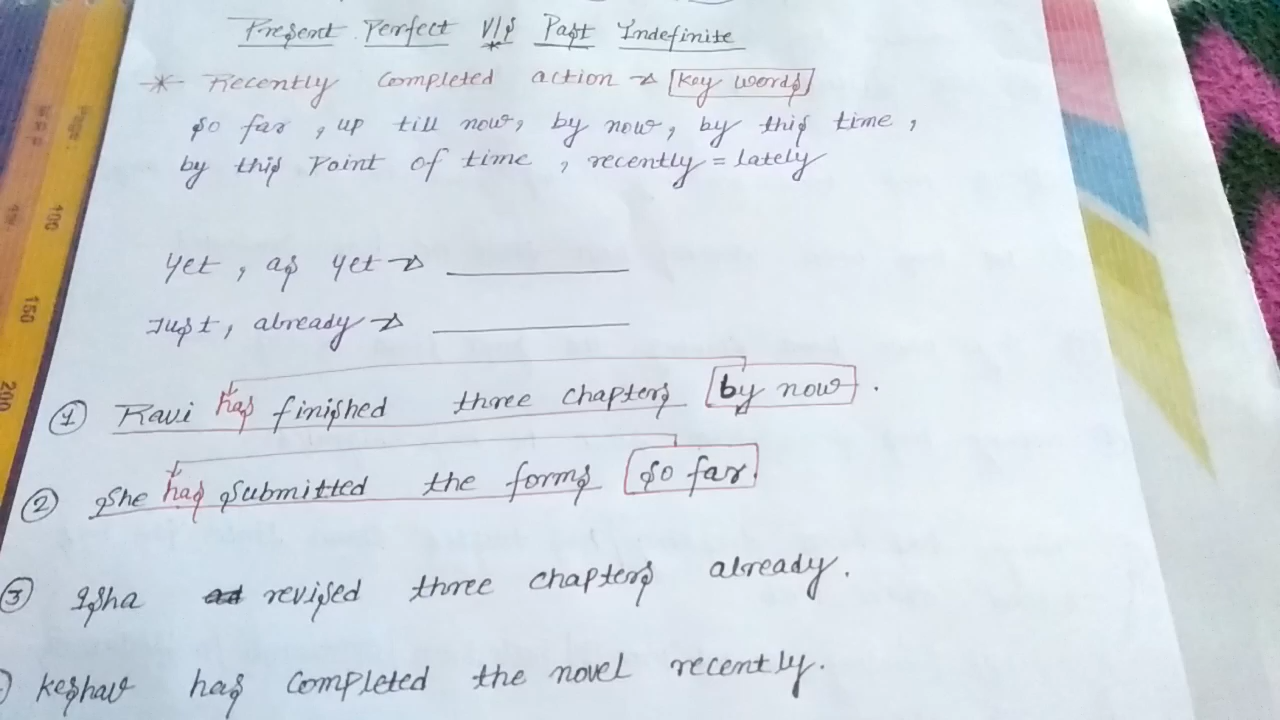 Present Perfect V/s Past Indefinite
* Recently completed action → [Key words]
so far, up till now, by now, by this time,
by this Point of time, recently = lately
Yet, as yet →
Just, already →
① Ravi has finished three chapters by now.
② She has submitted the forms so far.
③ Isha revised three chapters already.
Keshav has completed the novel recently.
100
150
200